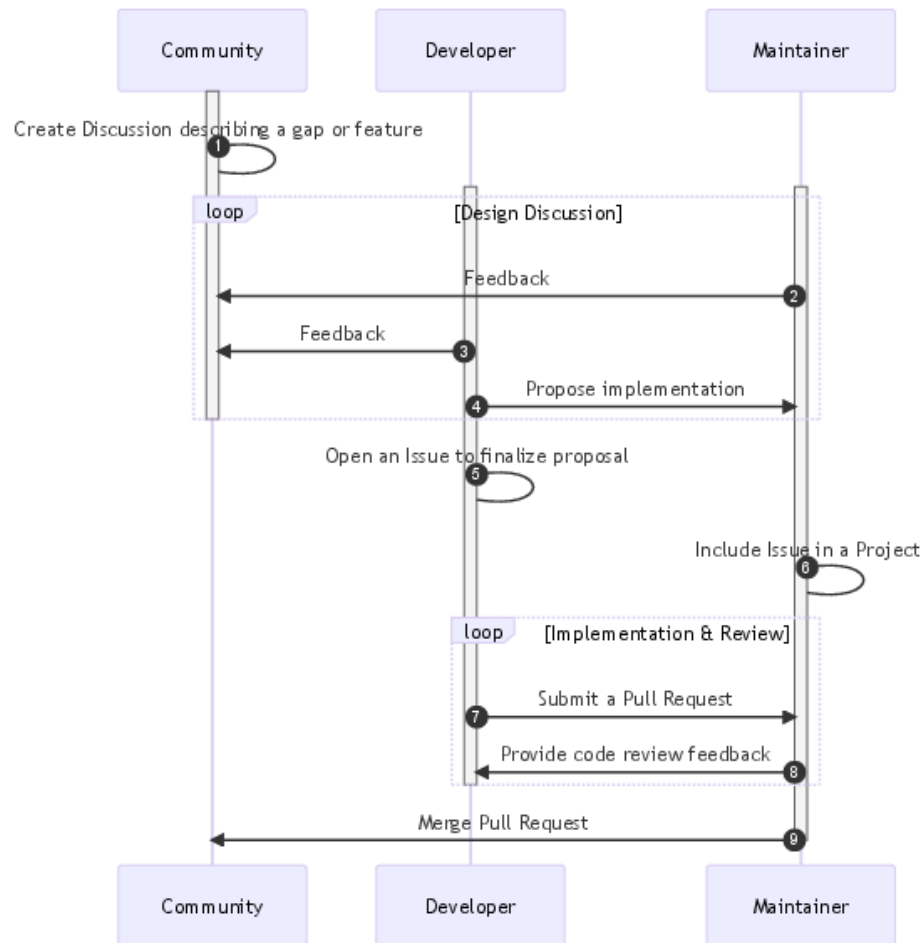 Community
Developer
Maintainer
Create Discussion describing a gap or feature
1
loop
[Design Discussion]
Feedback
2
Feedback
3
Propose implementation
4
Open an Issue to finalize proposal
5
Include Issue in a Project
6
loop
[Implementation & Review]
Submit a Pull Request
7
Provide code review feedback
8
Merge Pull Request
9
Community
Developer
Maintainer